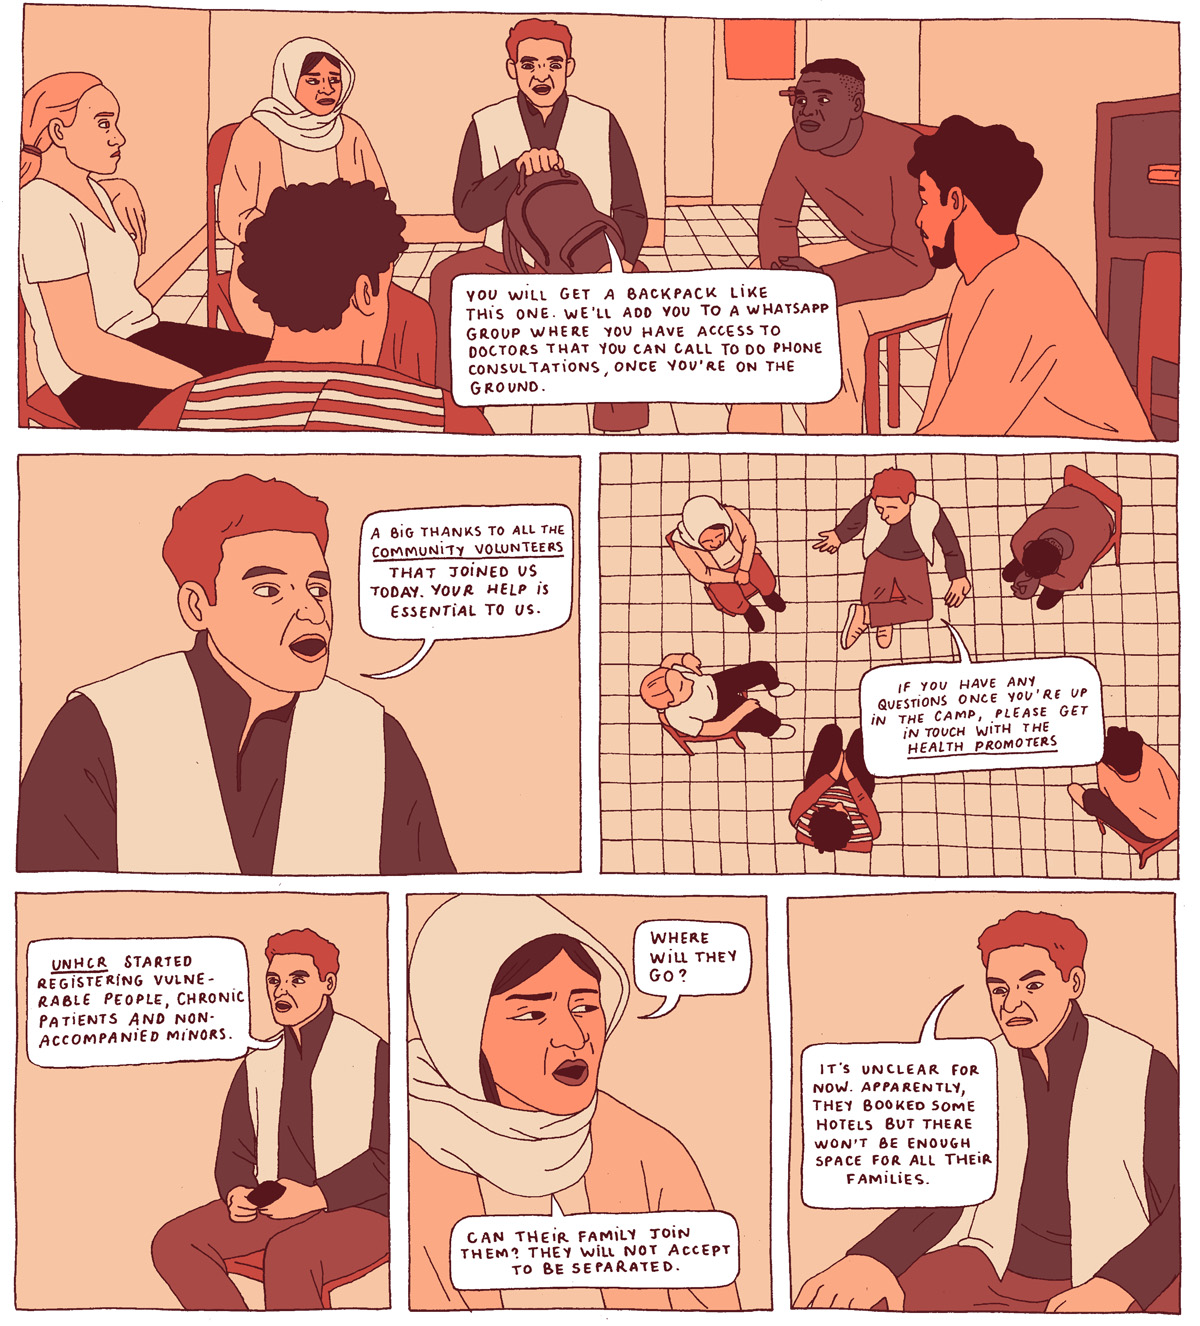 YOU WILL GET A BACKPACK LIKE
THIS ONE. WE'LL ADD YOU TO A WHATSAPP
GROUP WHERE YOU HAVE ACCESS TO
DOCTORS THAT YOU CAN CALL TO DO PHONE
CONSULTATIONS, ONCE YOU'RE ON THE
GROUND.
A BIG THANKS TO ALL THE
COMMUNITY VOLUNTEERS
THAT JOINED US
TODAY. YOUR HELP IS
ESSENTIAL TO US.
IF YOU HAVE ANY
QUESTIONS ONCE YOU'RE UP
IN THE CAMP, PLEASE GET
IN TOUCH WITH THE
HEALTH PROMOTERS
UNHCR STARTED
REGISTERING VULNE-
RABLE PEOPLE, CHRONIC
PATIENTS AND NON-
ACCOMPANIED MINORS.
WHERE
WILL THEY
GO?
CAN THEIR FAMILY JOIN
THEM? THEY WILL NOT ACCEPT
TO BE SEPARATED.
IT'S UNCLEAR FOR
NOW. APPARENTLY,
THEY BOOKED SOME
HOTELS BUT THERE
WON'T BE ENOUGH
SPACE FOR ALL THEIR
FAMILIES.